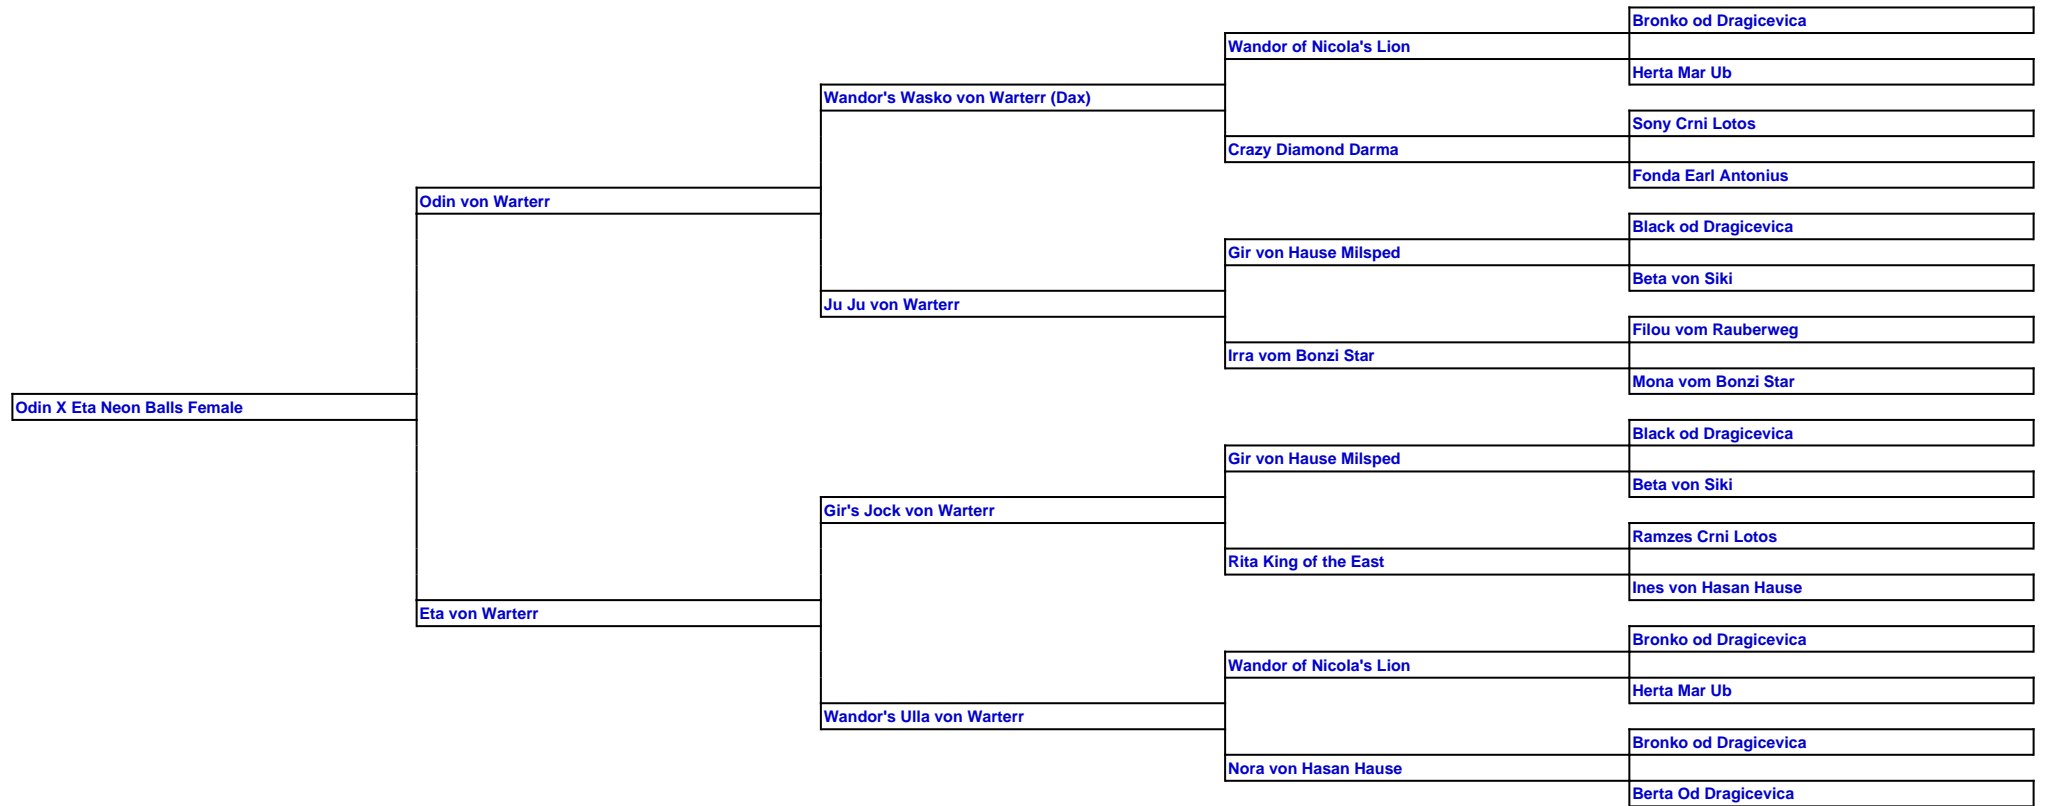 Bronko od Dragicevica
Wandor of Nicola's Lion
Herta Mar Ub
Wandor's Wasko von Warterr (Dax)
Sony Crni Lotos
Crazy Diamond Darma
Fonda Earl Antonius
Odin von Warterr
Black od Dragicevica
Gir von Hause Milsped
Beta von Siki
Ju Ju von Warterr
Filou vom Rauberweg
Irra vom Bonzi Star
Mona vom Bonzi Star
Odin X Eta Neon Balls Female
Black od Dragicevica
Gir von Hause Milsped
Beta von Siki
Gir's Jock von Warterr
Ramzes Crni Lotos
Rita King of the East
Ines von Hasan Hause
Eta von Warterr
Bronko od Dragicevica
Wandor of Nicola's Lion
Herta Mar Ub
Wandor's Ulla von Warterr
Bronko od Dragicevica
Nora von Hasan Hause
Berta Od Dragicevica